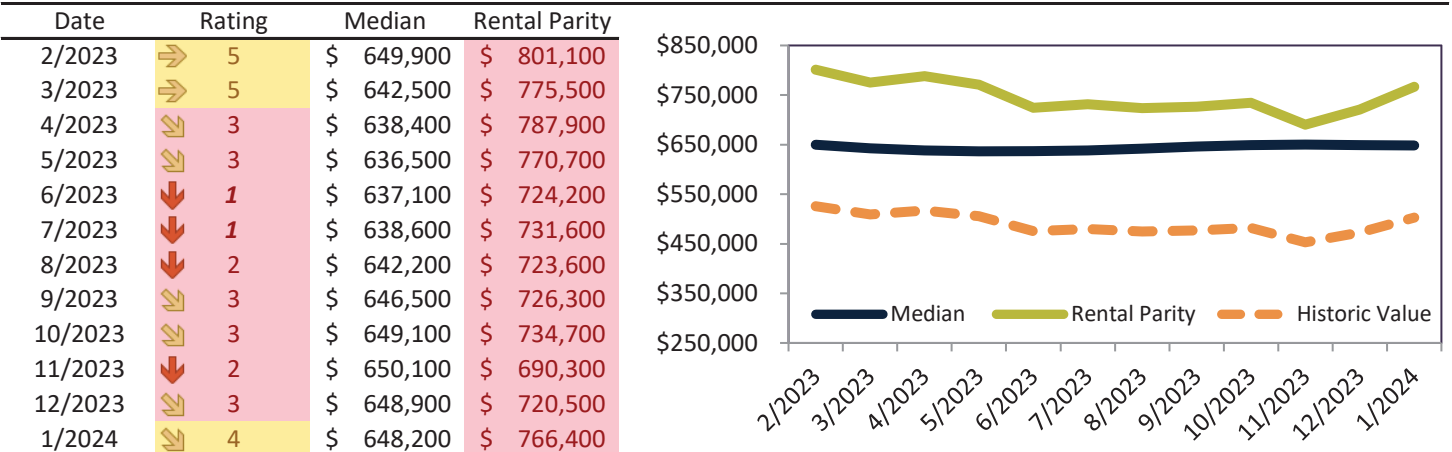 Date Rating Median Rental Parity
2/2023 5 $ 649,900 $ 801,100
3/2023 5 $ 642,500 $ 775,500
4/2023 3 $ 638,400 $ 787,900
5/2023 3 $ 636,500 $ 770,700
6/2023 1 $ 637,100 $ 724,200
7/2023 1 $ 638,600 $ 731,600
8/2023 2 $ 642,200 $ 723,600
9/2023 3 $ 646,500 $ 726,300
10/2023 3 $ 649,100 $ 734,700
11/2023 2 $ 650,100 $ 690,300
12/2023 3 $ 648,900 $ 720,500
1/2024 4 $ 648,200 $ 766,400
$850,000
$750,000
$650,000
$550,000
$450,000
$350,000
$250,000
Median Rental Parity Historic Value
2/2023 3/2023 4/2023 5/2023 6/2023 7/2023 8/2023 9/2023 10/2023 11/2023 12/2023 1/2024